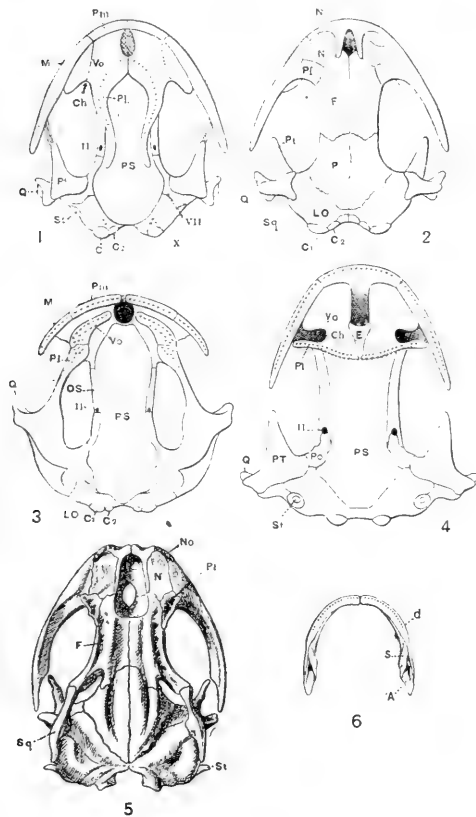 Pm
M
Vo
Ch
Pl.
II
PS
Pt
Q
St
VII
C
C₂
X
1
N
N
Pf
F
Pt
P
Q
Sq
LO
C₁
C₂
2
Pm
M
Vo
Pl
Q
OS
II
PS
LO
C₁
C₂
3
Vo
Ch
E
Pl
II
Q
PT
Po
PS
St
4
No
N
Pl
F
Sq
St
5
d
S
A
6